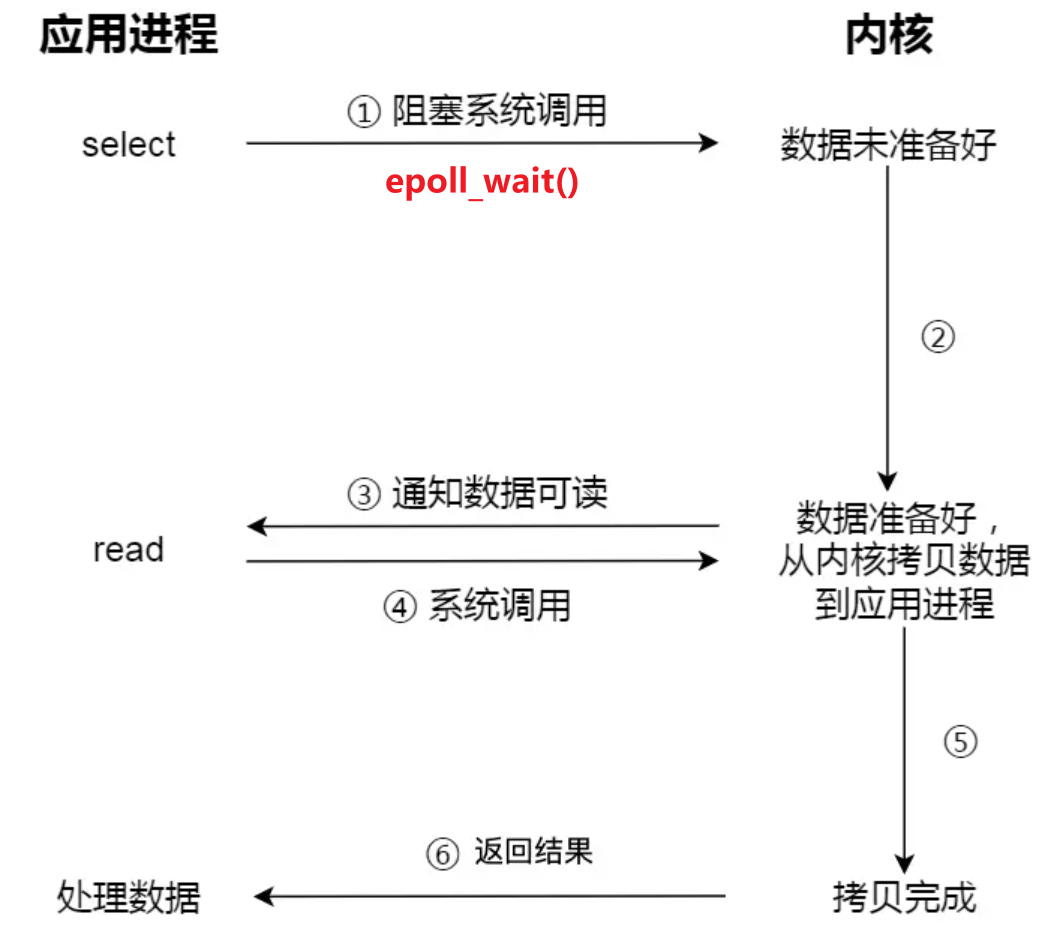 应用进程
内核
① 阻塞系统调用
select
数据未准备好
epoll_wait()
②
③ 通知数据可读
数据准备好，
read
从内核拷贝数据
④ 系统调用
到应用进程
⑤
⑥ 返回结果
处理数据
拷贝完成